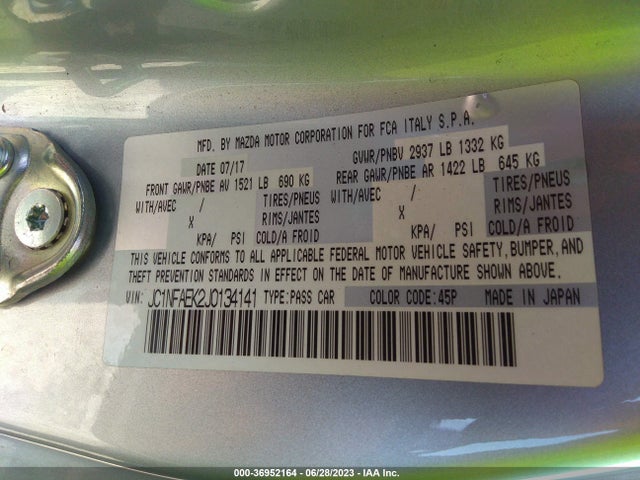 MFD. BY MAZDA MOTOR CORPORATION FOR FCA ITALY S.P.A.
DATE 07/17 GVWR/PNBV 2937 LB 1332 KG
FRONT GAWR/PNBE AV 1521 LB 690 KG REAR GAWR/PNBE AR 1422 LB 645 KG
WITH/AVEC / TIRES/PNEUS WITH/AVEC / TIRES/PNEUS
X RIMS/JANTES X RIMS/JANTES
KPA/ PSI COLD/A FROID KPA/ PSI COLD/A FROID
THIS VEHICLE CONFORMS TO ALL APPLICABLE FEDERAL MOTOR VEHICLE SAFETY, BUMPER, AND
THEFT PREVENTION STANDARDS IN EFFECT ON THE DATE OF MANUFACTURE SHOWN ABOVE.
VIN: JC1NFAEK2J0134141 TYPE:PASS CAR COLOR CODE:45P MADE IN JAPAN
000-36952164 - 06/28/2023 - IAA Inc.